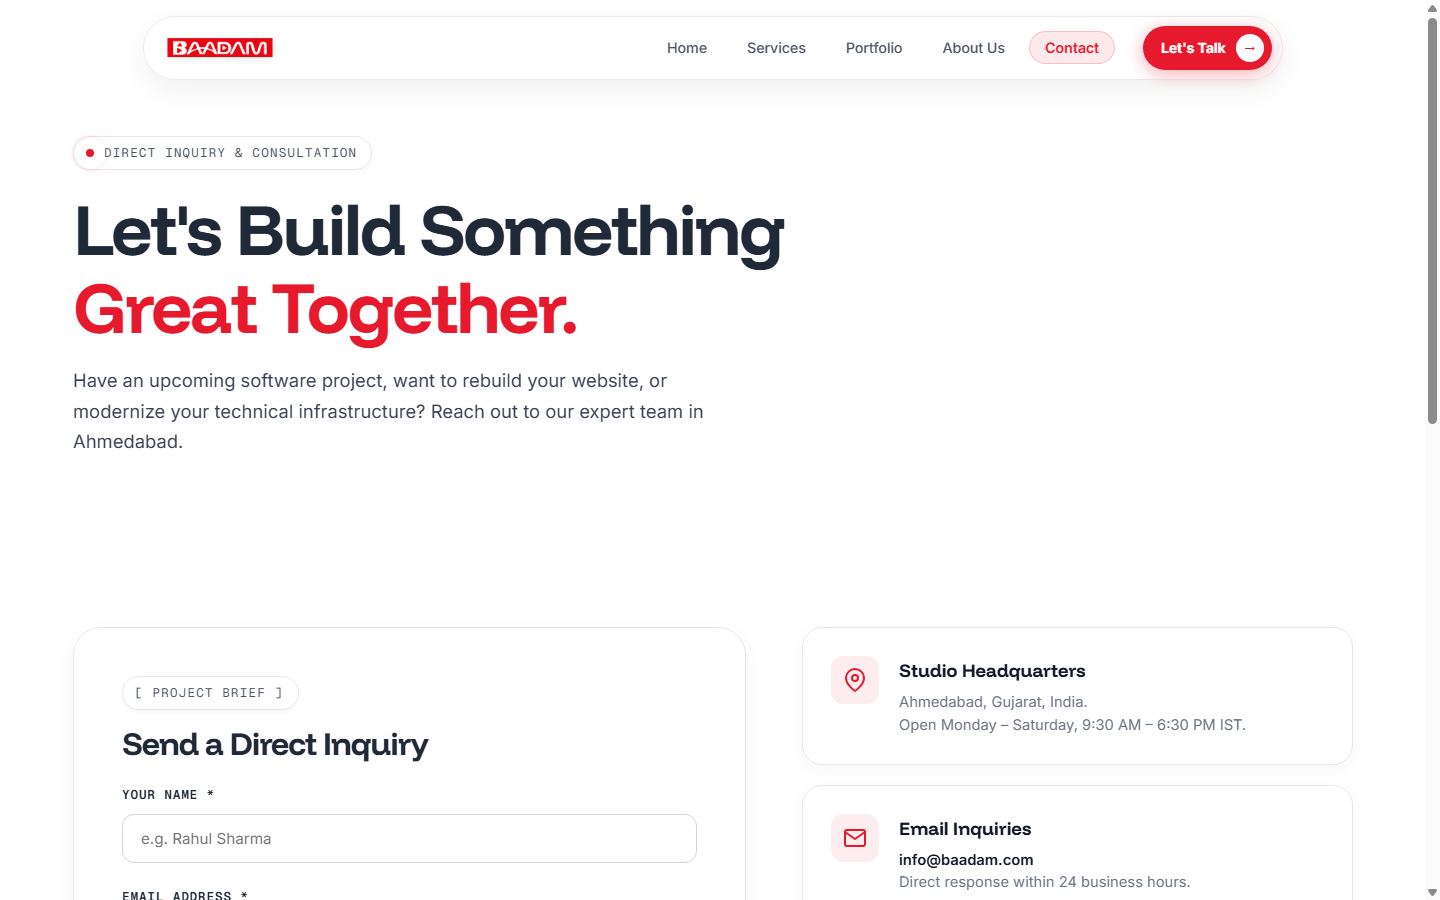 BAADAM
Home
Services
Portfolio
About Us
Contact
Let's Talk →
DIRECT INQUIRY & CONSULTATION
Let's Build Something
Great Together.
Have an upcoming software project, want to rebuild your website, or
modernize your technical infrastructure? Reach out to our expert team in
Ahmedabad.
[ PROJECT BRIEF ]
Send a Direct Inquiry
YOUR NAME *
e.g. Rahul Sharma
EMAIL ADDRESS *
Studio Headquarters
Ahmedabad, Gujarat, India.
Open Monday – Saturday, 9:30 AM – 6:30 PM IST.
Email Inquiries
info@baadam.com
Direct response within 24 business hours.